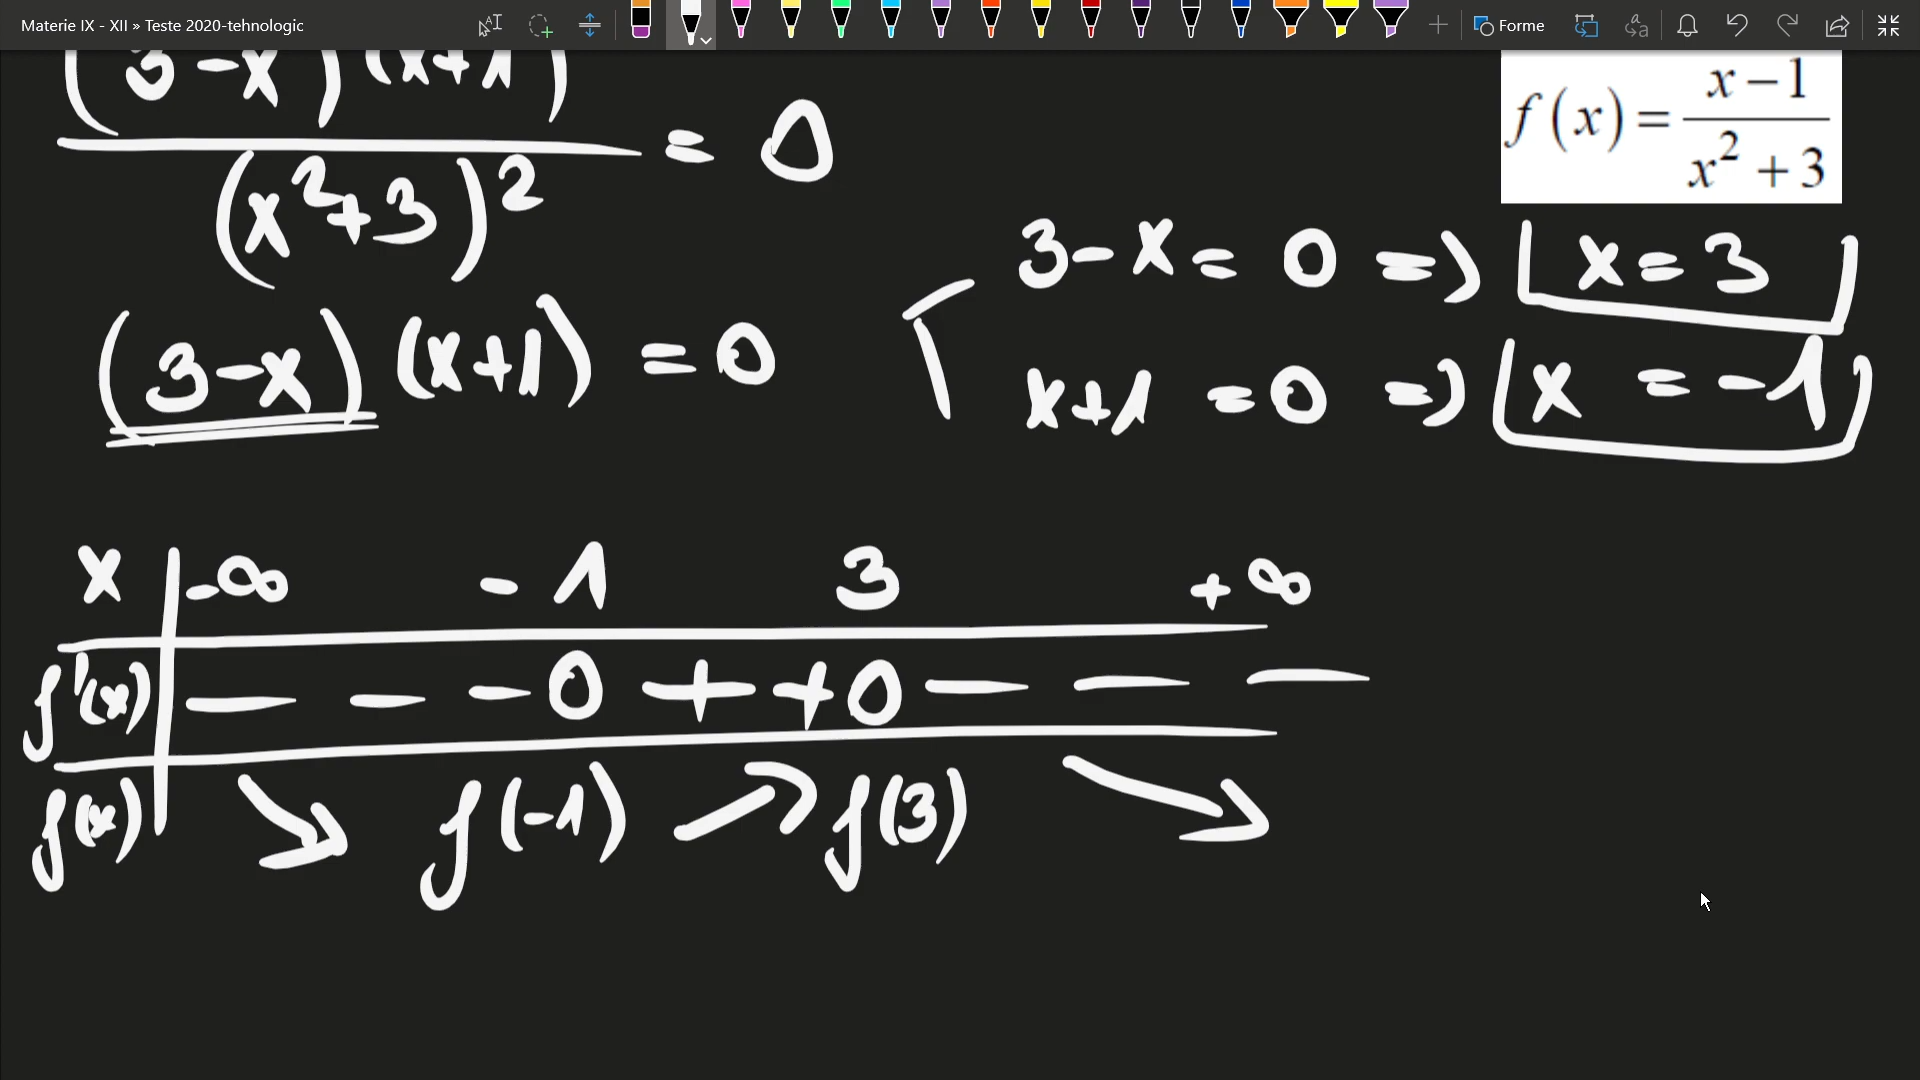 Materie IX - XII » Teste 2020-tehnologic
Forme
(3-x)(x+1)
(x²+3)² = 0
f(x) = x-1
x²+3
(3-x)(x+1) = 0
3-x = 0 => x = 3
x+1 = 0 => x = -1
x | -∞ -1 3 +∞
f'(x) | - - - 0 + + 0 - - -
f(x) | ↘ f(-1) ↗ f(3) ↘